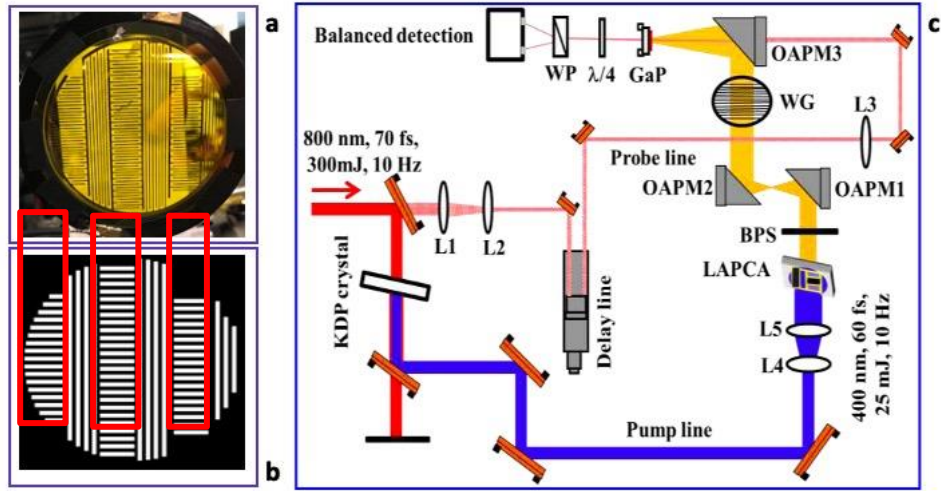 a
c
Balanced detection
WP
λ/4
GaP
OAPM3
WG
L3
800 nm, 70 fs,
300mJ, 10 Hz
Probe line
OAPM2
OAPM1
L1
L2
BPS
LAPCA
KDP crystal
Delay line
L5
L4
400 nm, 60 fs,
25 mJ, 10 Hz
Pump line
b